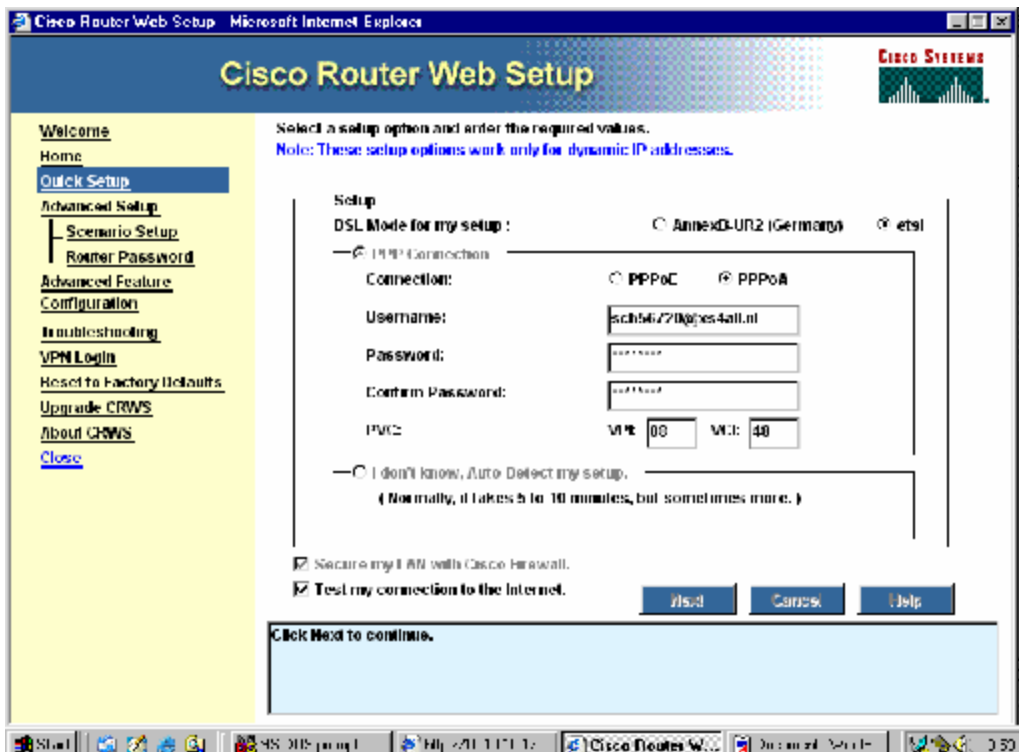 Cisco Router Web Setup Microsoft Internet Explorer
Cisco Router Web Setup
CISCO SYSTEMS
Welcome
Home
Quick Setup
Advanced Setup
Scenario Setup
Router Password
Advanced Feature
Configuration
Troubleshooting
VPN Login
Reset to Factory Defaults
Upgrade CRWS
About CRWS
Close
Select a setup option and enter the required values.
Note: These setup options work only for dynamic IP addresses.
Setup
DSL Mode for my setup : AnnexB-UR2 (Germany) etsi
PPP Connection
Connection: PPPoE PPPoA
Username:
Password: ********
Confirm Password: ********
PVC: VPI: 08 VCI: 48
I don't know, Auto Detect my setup.
( Normally, it takes 5 to 10 minutes, but sometimes more. )
Secure my LAN with Cisco Firewall.
Test my connection to the Internet.
Next Cancel Help
Click Next to continue.
Start MS-DOS prompt Cisco Router W...